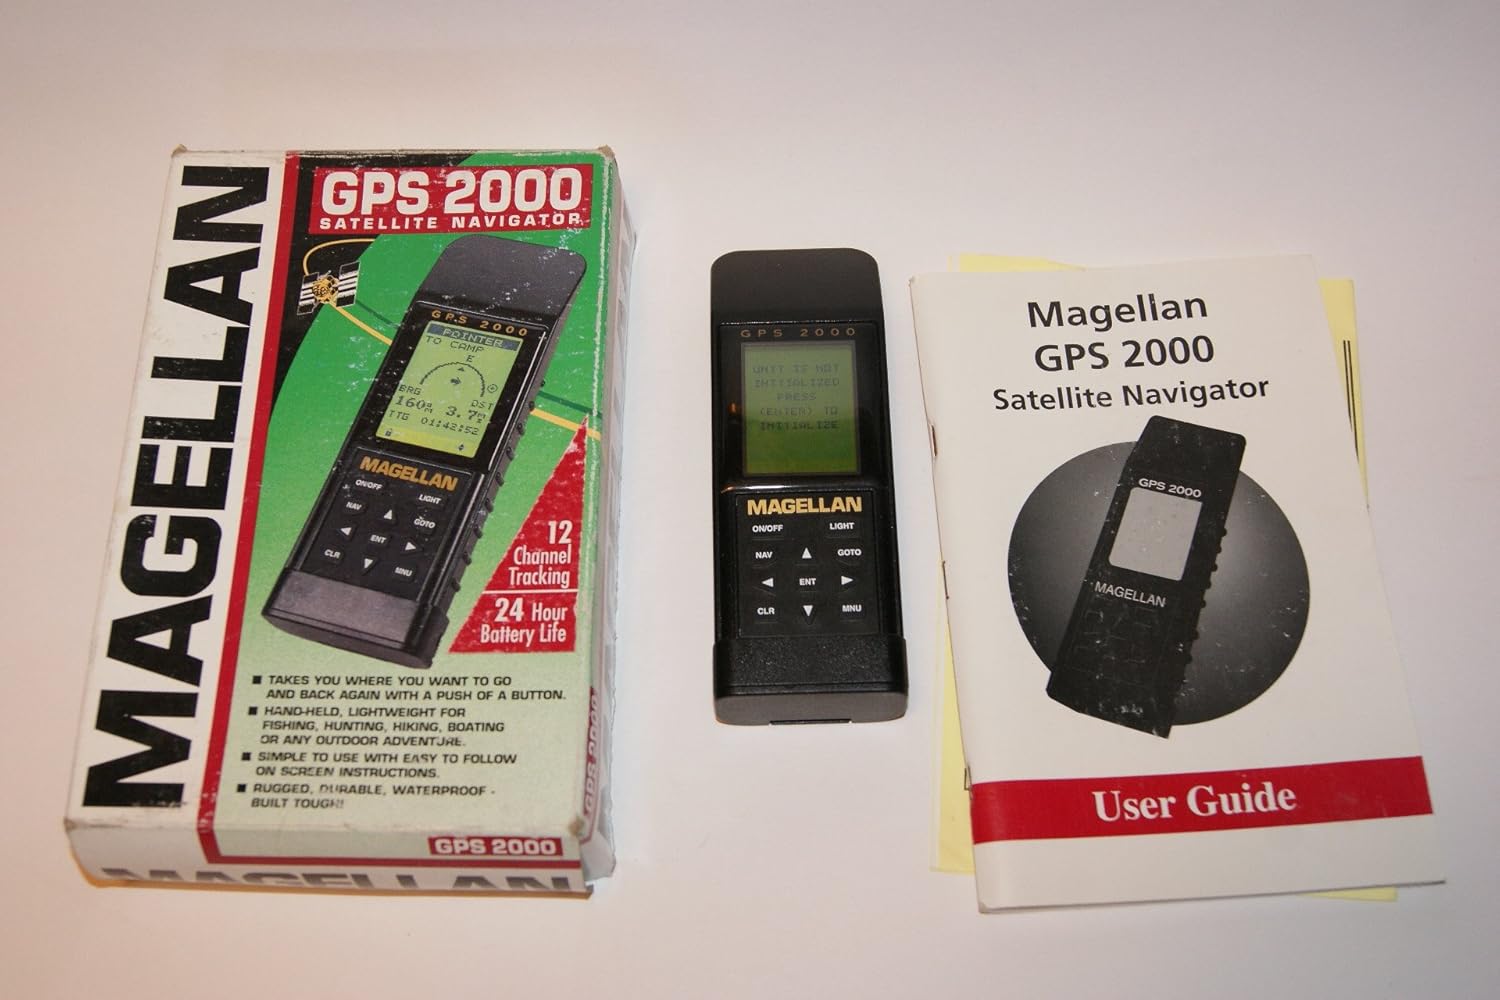 MAGELLAN
GPS 2000
SATELLITE NAVIGATOR
GPS 2000
POINTER
TO CAMP
E
BRG
DST
160°M 3.7M
TTG 01:42:52
MAGELLAN
ON/OFF
LIGHT
NAV
GOTO
ENT
CLR
MNU
12
Channel
Tracking
24 Hour
Battery Life
■ TAKES YOU WHERE YOU WANT TO GO
AND BACK AGAIN WITH A PUSH OF A BUTTON.
■ HAND-HELD, LIGHTWEIGHT FOR
FISHING, HUNTING, HIKING, BOATING
OR ANY OUTDOOR ADVENTURE.
■ SIMPLE TO USE WITH EASY TO FOLLOW
ON SCREEN INSTRUCTIONS.
■ RUGGED, DURABLE, WATERPROOF -
BUILT TOUGH!
GPS 2000
GPS 2000
MAGELLAN
GPS 2000
UNIT IS NOT
INITIALIZED
PRESS
(ENTER) TO
INITIALIZE
MAGELLAN
ON/OFF
LIGHT
NAV
GOTO
ENT
CLR
MNU
Magellan
GPS 2000
Satellite Navigator
GPS 2000
MAGELLAN
User Guide